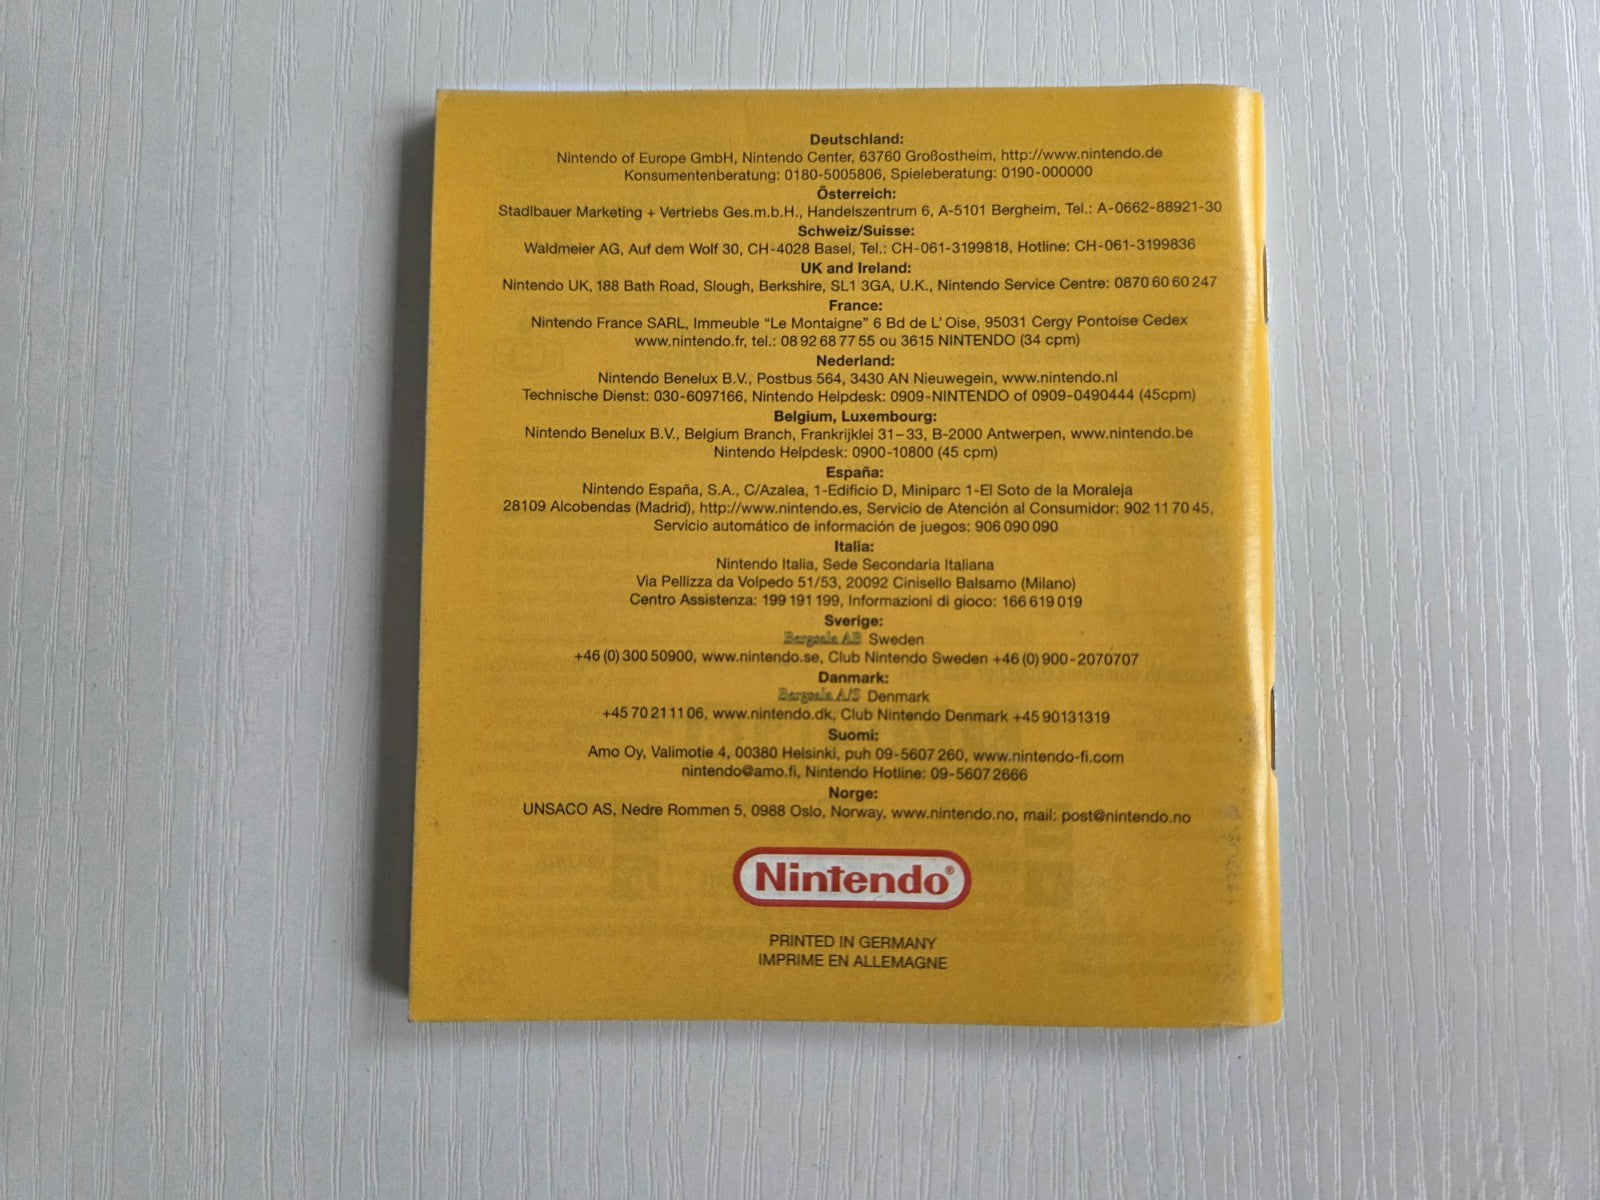 Deutschland:
Nintendo of Europe GmbH, Nintendo Center, 63760 Großostheim, http://www.nintendo.de
Konsumentenberatung: 0180-5005806, Spieleberatung: 0190-000000
Österreich:
Stadlbauer Marketing + Vertriebs Ges.m.b.H., Handelszentrum 6, A-5101 Bergheim, Tel.: A-0662-88921-30
Schweiz/Suisse:
Waldmeier AG, Auf dem Wolf 30, CH-4028 Basel, Tel.: CH-061-3199818, Hotline: CH-061-3199836
UK and Ireland:
Nintendo UK, 188 Bath Road, Slough, Berkshire, SL1 3GA, U.K., Nintendo Service Centre: 0870 60 60 247
France:
Nintendo France SARL, Immeuble “Le Montaigne” 6 Bd de L’ Oise, 95031 Cergy Pontoise Cedex
www.nintendo.fr, tel.: 08 92 68 77 55 ou 3615 NINTENDO (34 cpm)
Nederland:
Nintendo Benelux B.V., Postbus 564, 3430 AN Nieuwegein, www.nintendo.nl
Technische Dienst: 030-6097166, Nintendo Helpdesk: 0909-NINTENDO of 0909-0490444 (45cpm)
Belgium, Luxembourg:
Nintendo Benelux B.V., Belgium Branch, Frankrijklei 31–33, B-2000 Antwerpen, www.nintendo.be
Nintendo Helpdesk: 0900-10800 (45 cpm)
España:
Nintendo España, S.A., C/Azalea, 1-Edificio D, Miniparc 1-El Soto de la Moraleja
28109 Alcobendas (Madrid), http://www.nintendo.es, Servicio de Atención al Consumidor: 902 11 70 45,
Servicio automático de información de juegos: 906 090 090
Italia:
Nintendo Italia, Sede Secondaria Italiana
Via Pellizza da Volpedo 51/53, 20092 Cinisello Balsamo (Milano)
Centro Assistenza: 199 191 199, Informazioni di gioco: 166 619 019
Sverige:
Bergsala AB Sweden
+46 (0) 300 50900, www.nintendo.se, Club Nintendo Sweden +46 (0) 900-2070707
Danmark:
Bergsala A/S Denmark
+45 70 21 11 06, www.nintendo.dk, Club Nintendo Denmark +45 90131319
Suomi:
Amo Oy, Valimotie 4, 00380 Helsinki, puh 09-5607 260, www.nintendo-fi.com
nintendo@amo.fi, Nintendo Hotline: 09-5607 2666
Norge:
UNSACO AS, Nedre Rommen 5, 0988 Oslo, Norway, www.nintendo.no, mail: post@nintendo.no
Nintendo®
PRINTED IN GERMANY
IMPRIME EN ALLEMAGNE